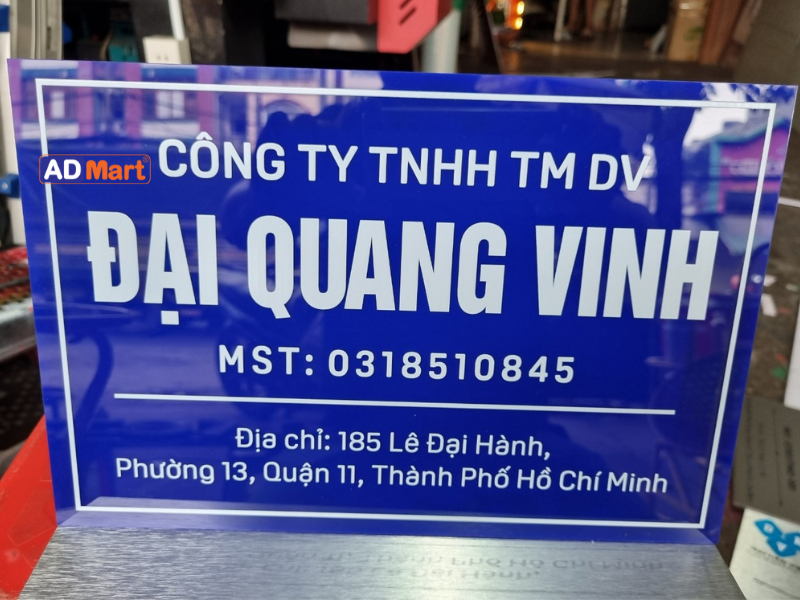 AD Mart
CÔNG TY TNHH TM DV
ĐẠI QUANG VINH
MST: 0318510845
Địa chỉ: 185 Lê Đại Hành,
Phường 13, Quận 11, Thành Phố Hồ Chí Minh